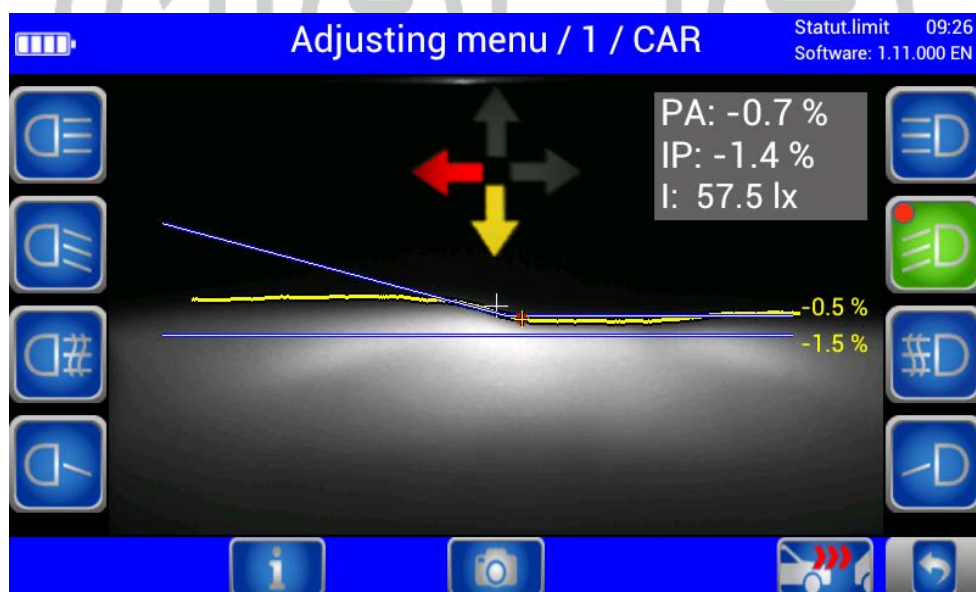 Adjusting menu / 1 / CAR
Statut.limit 09:26
Software: 1.11.000 EN
PA: -0.7 %
IP: -1.4 %
I: 57.5 lx
-0.5 %
-1.5 %